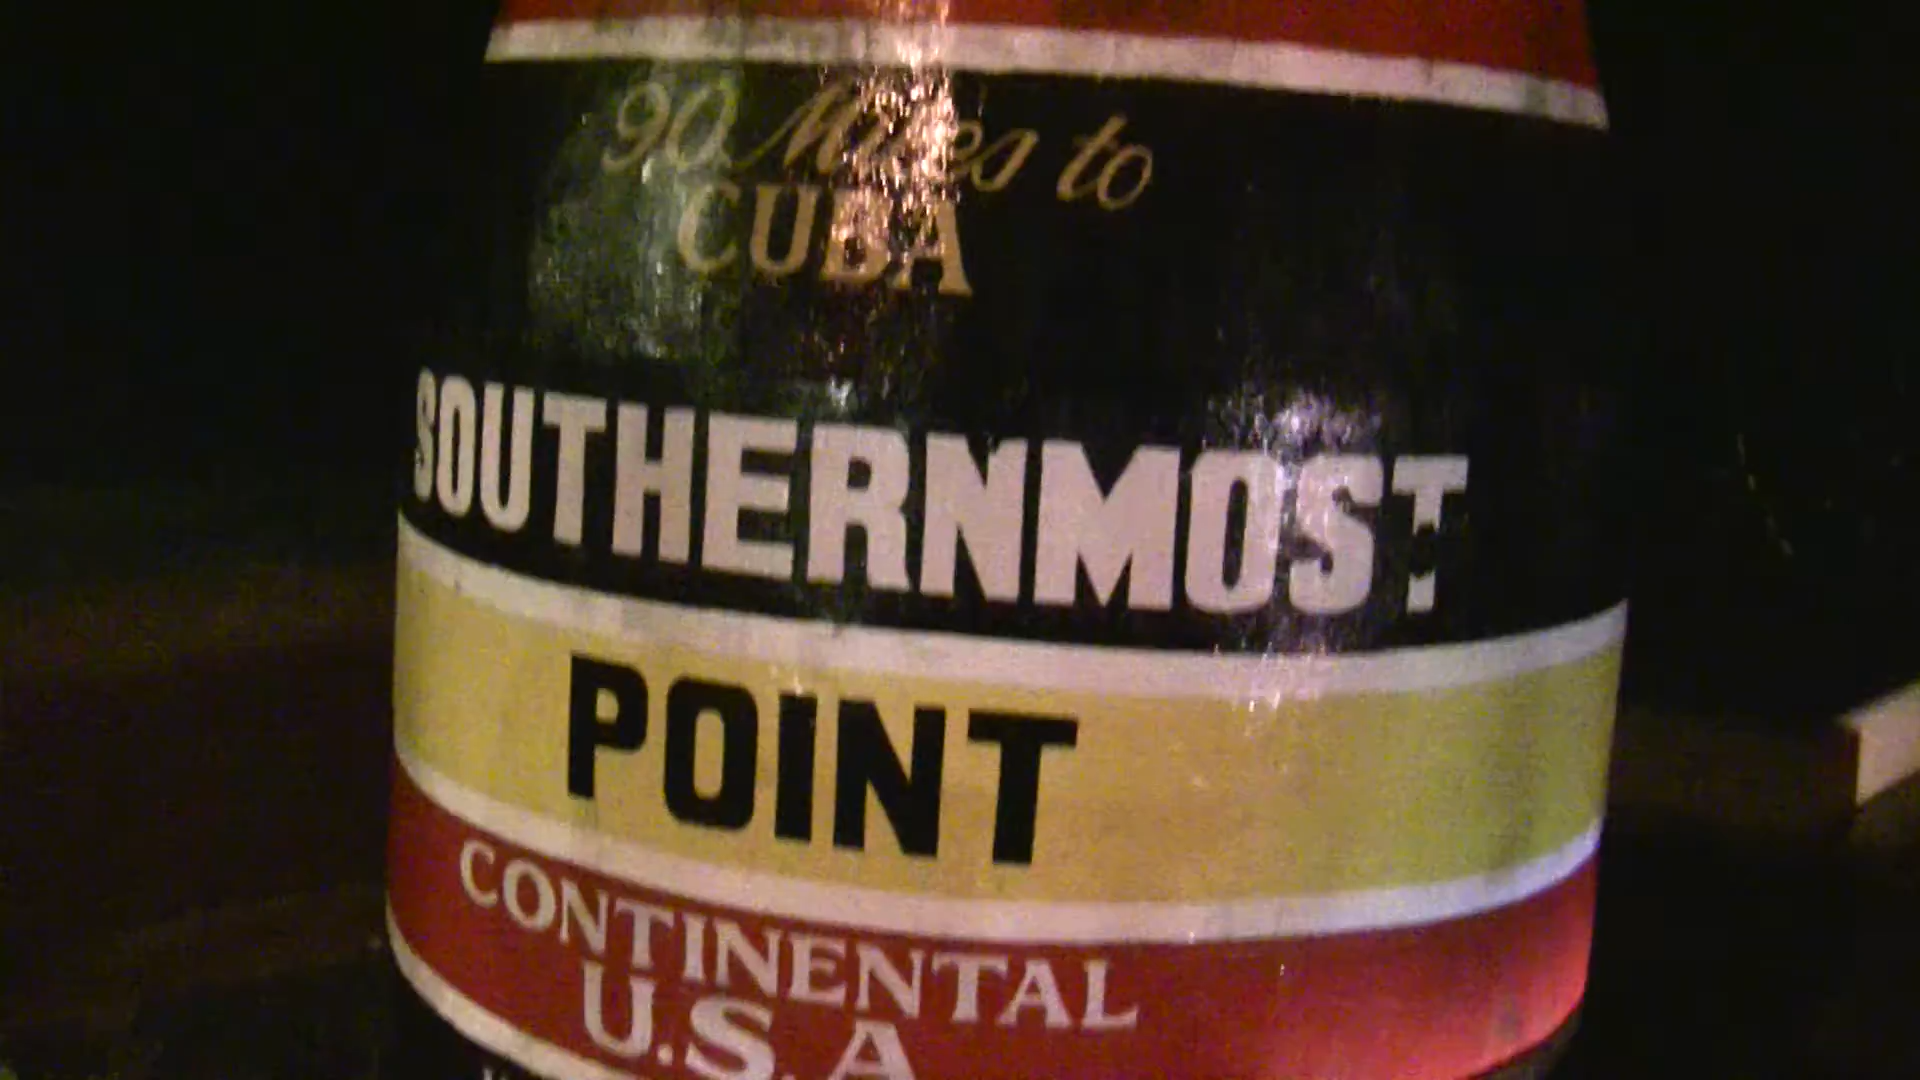 90 Miles to
CUBA
SOUTHERNMOST
POINT
CONTINENTAL
U.S.A